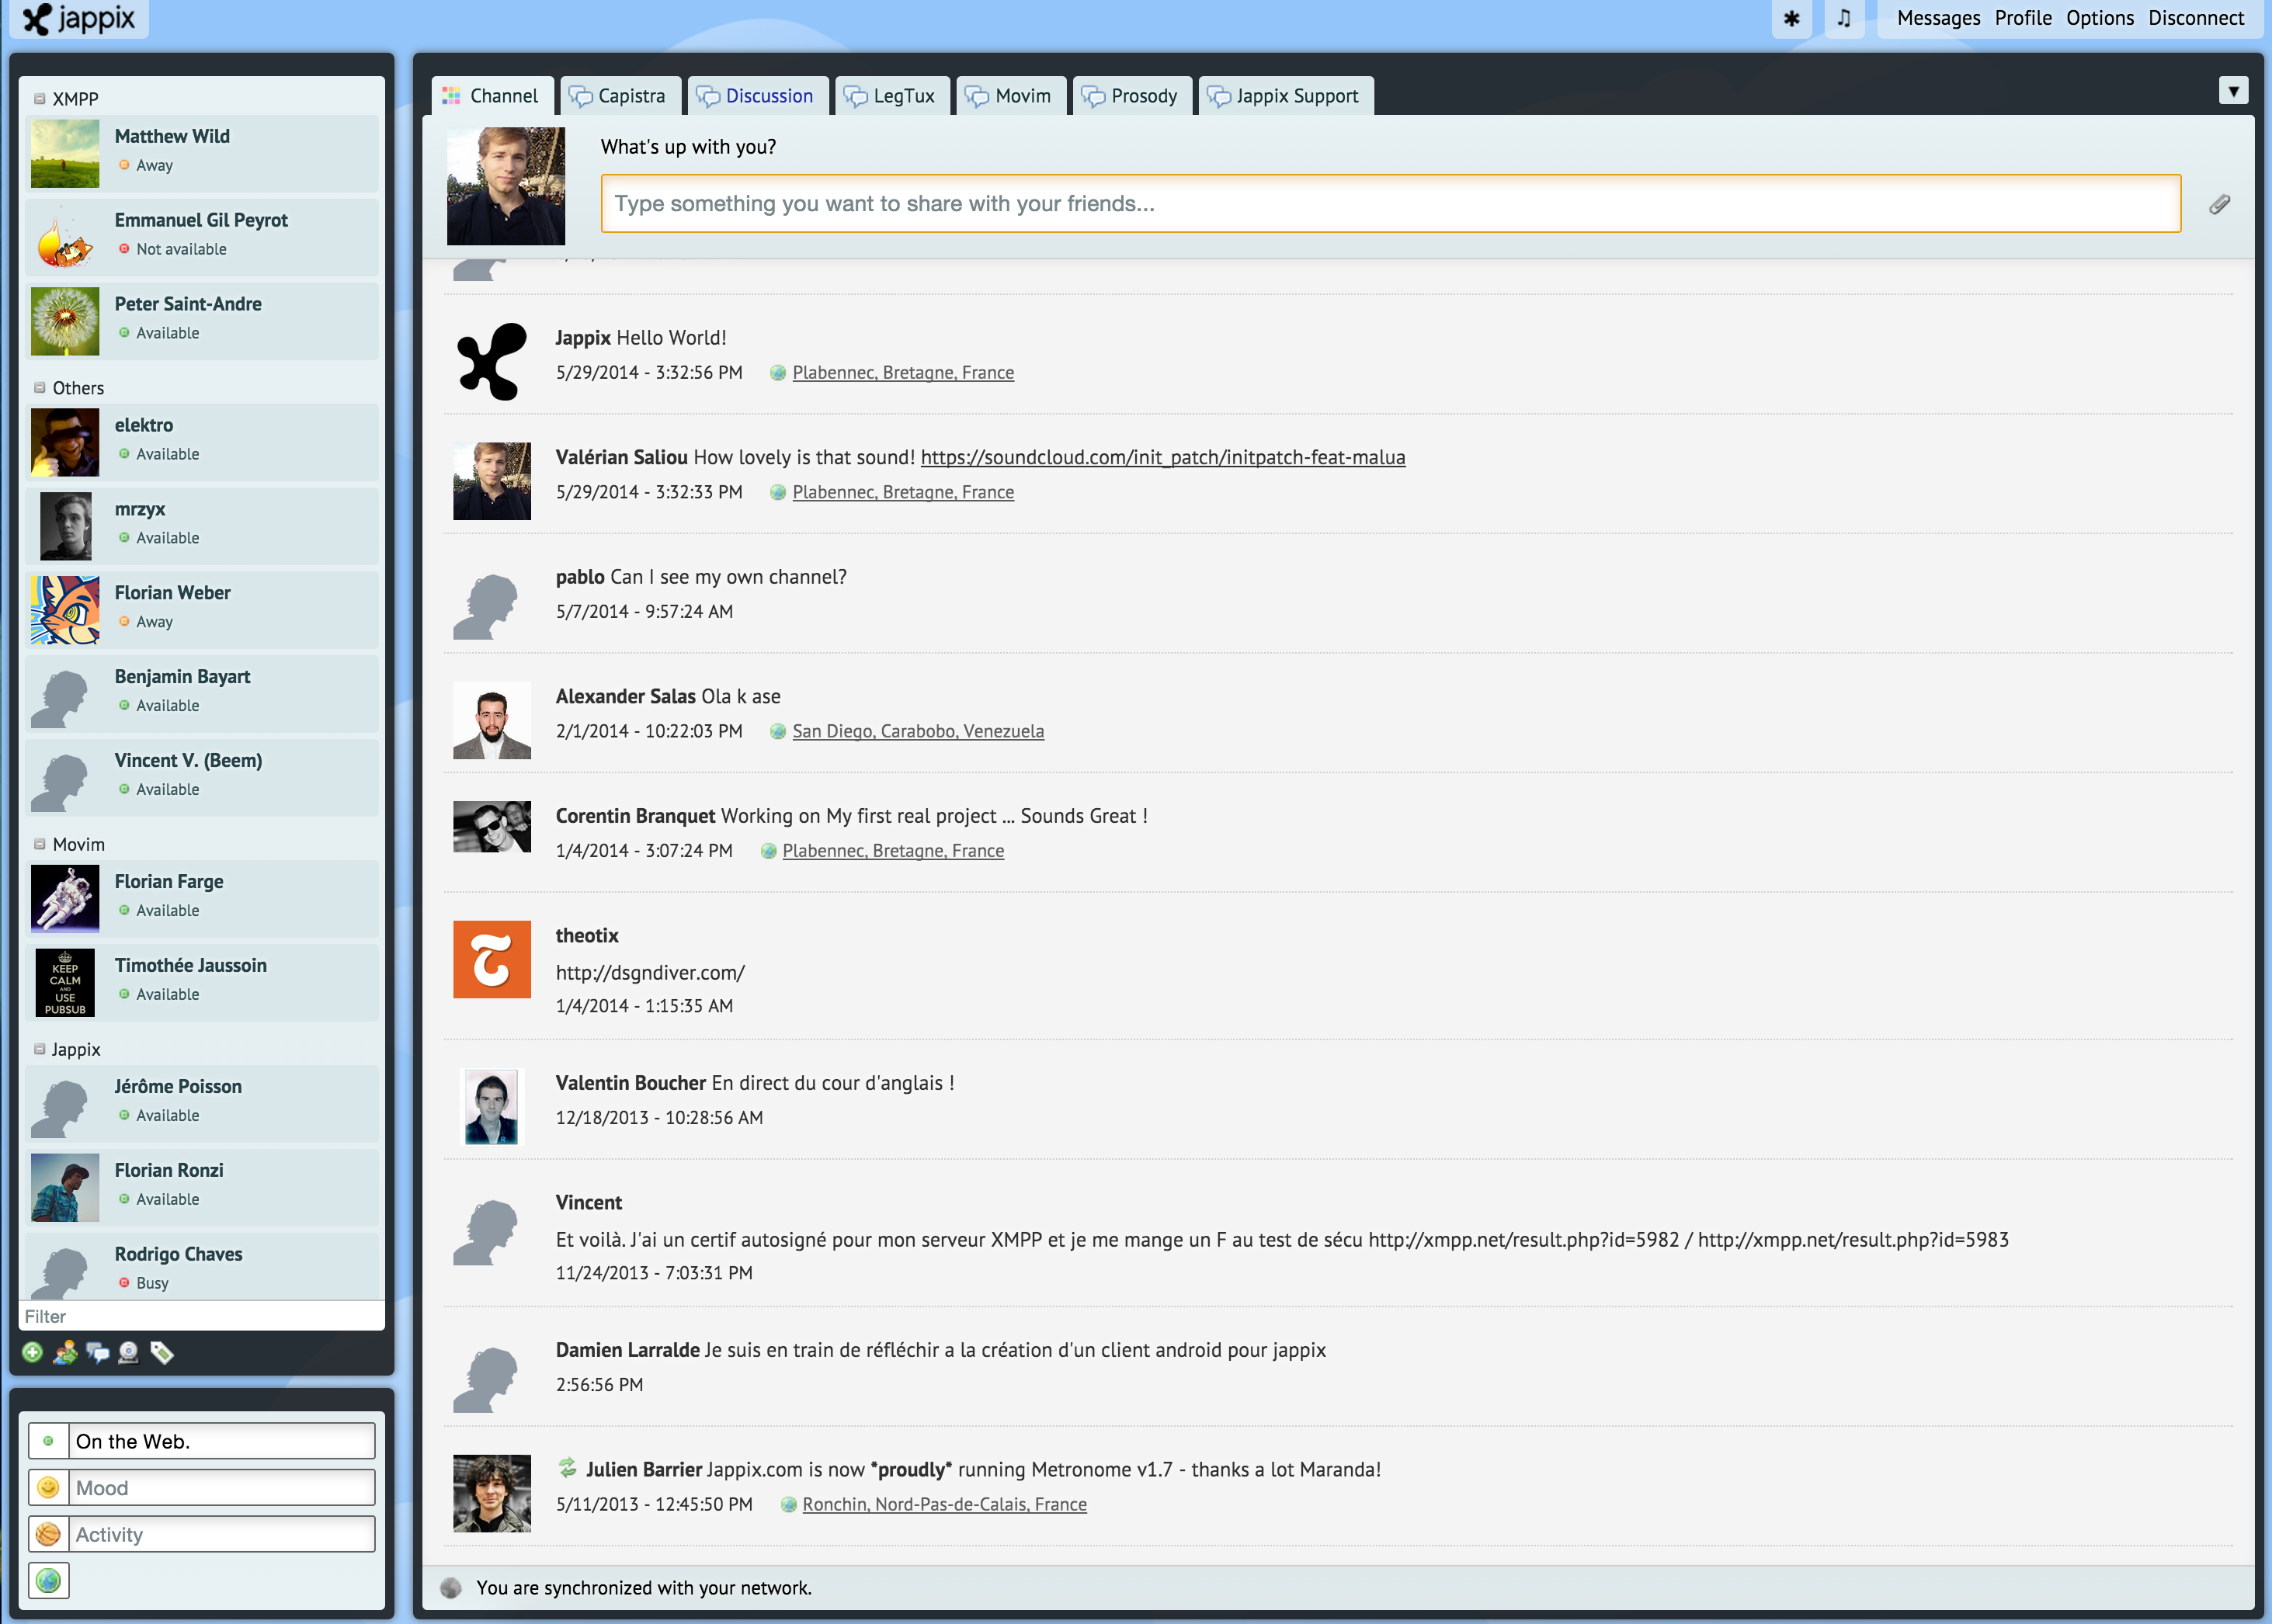 jappix
Messages Profile Options Disconnect
XMPP
Matthew Wild
Away
Emmanuel Gil Peyrot
Not available
Peter Saint-Andre
Available
Others
elektro
Available
mrzyx
Available
Florian Weber
Away
Benjamin Bayart
Available
Vincent V. (Beem)
Available
Movim
Florian Farge
Available
KEEP
CALM
AND
USE
PUBSUB
Timothée Jaussoin
Available
Jappix
Jérôme Poisson
Available
Florian Ronzi
Available
Rodrigo Chaves
Busy
Filter
On the Web.
Mood
Activity
Channel Capistra Discussion LegTux Movim Prosody Jappix Support
What's up with you?
Type something you want to share with your friends...
Jappix Hello World!
5/29/2014 - 3:32:56 PM Plabennec, Bretagne, France
Valérian Saliou How lovely is that sound! https://soundcloud.com/init_patch/initpatch-feat-malua
5/29/2014 - 3:32:33 PM Plabennec, Bretagne, France
pablo Can I see my own channel?
5/7/2014 - 9:57:24 AM
Alexander Salas Ola k ase
2/1/2014 - 10:22:03 PM San Diego, Carabobo, Venezuela
Corentin Branquet Working on My first real project ... Sounds Great !
1/4/2014 - 3:07:24 PM Plabennec, Bretagne, France
theotix
http://dsgndiver.com/
1/4/2014 - 1:15:35 AM
Valentin Boucher En direct du cour d'anglais !
12/18/2013 - 10:28:56 AM
Vincent
Et voilà. J'ai un certif autosigné pour mon serveur XMPP et je me mange un F au test de sécu http://xmpp.net/result.php?id=5982 / http://xmpp.net/result.php?id=5983
11/24/2013 - 7:03:31 PM
Damien Larralde Je suis en train de réfléchir a la création d'un client android pour jappix
2:56:56 PM
Julien Barrier Jappix.com is now *proudly* running Metronome v1.7 - thanks a lot Maranda!
5/11/2013 - 12:45:50 PM Ronchin, Nord-Pas-de-Calais, France
You are synchronized with your network.